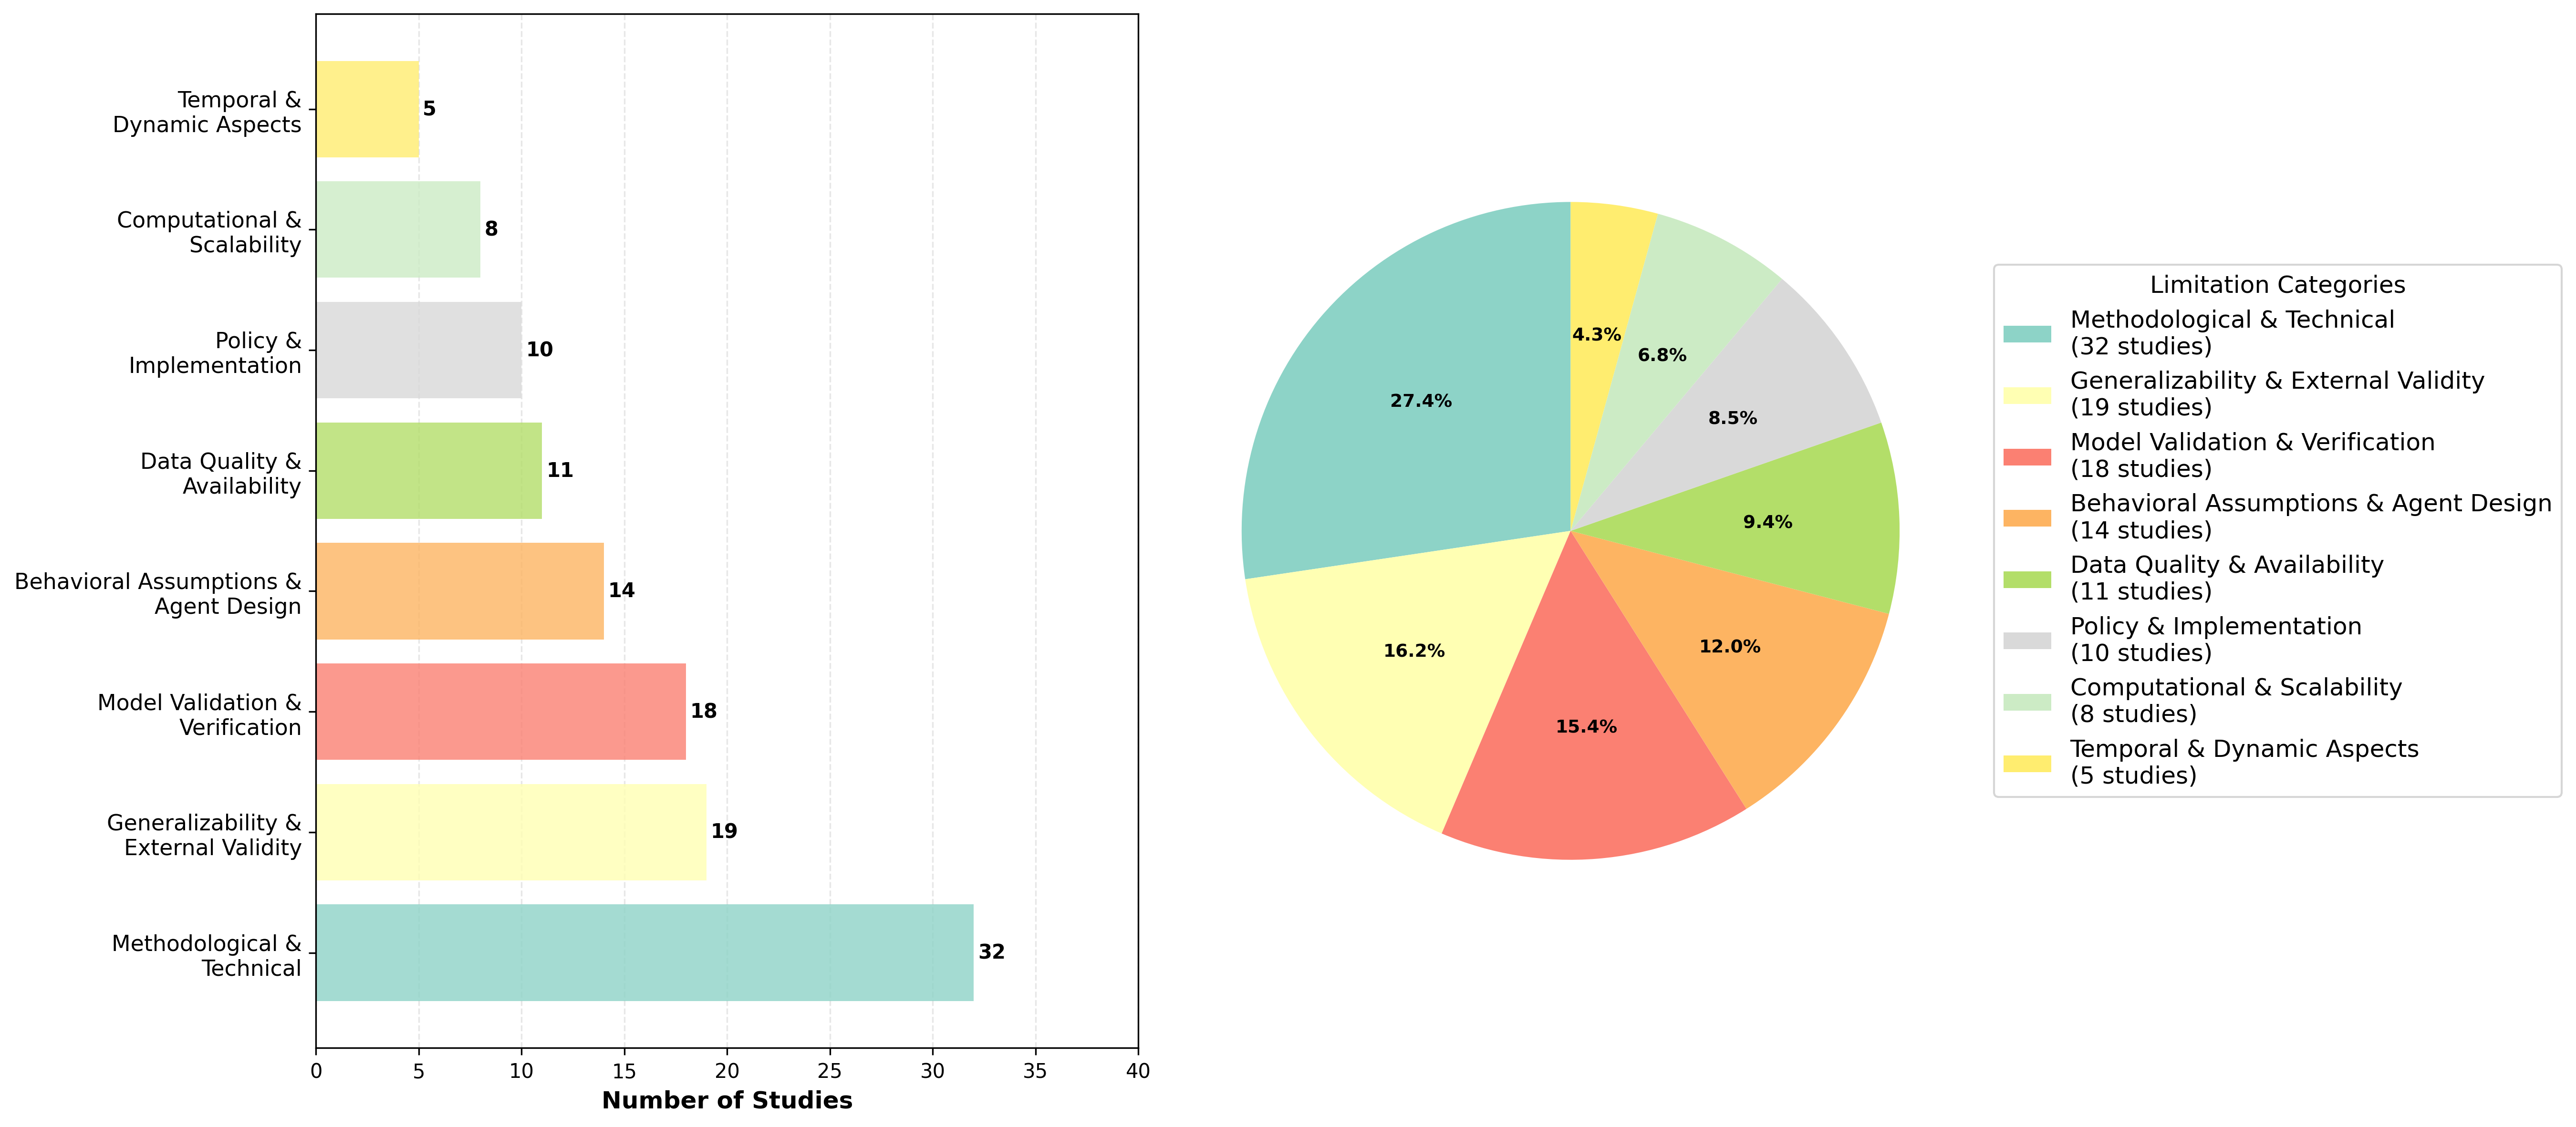 Temporal &
Dynamic Aspects
5
Computational &
Scalability
8
Policy &
Implementation
10
Data Quality &
Availability
11
Behavioral Assumptions &
Agent Design
14
Model Validation &
Verification
18
Generalizability &
External Validity
19
Methodological &
Technical
32
0 5 10 15 20 25 30 35 40
Number of Studies
4.3%
6.8%
27.4%
8.5%
9.4%
16.2%
12.0%
15.4%
Limitation Categories
Methodological & Technical
(32 studies)
Generalizability & External Validity
(19 studies)
Model Validation & Verification
(18 studies)
Behavioral Assumptions & Agent Design
(14 studies)
Data Quality & Availability
(11 studies)
Policy & Implementation
(10 studies)
Computational & Scalability
(8 studies)
Temporal & Dynamic Aspects
(5 studies)